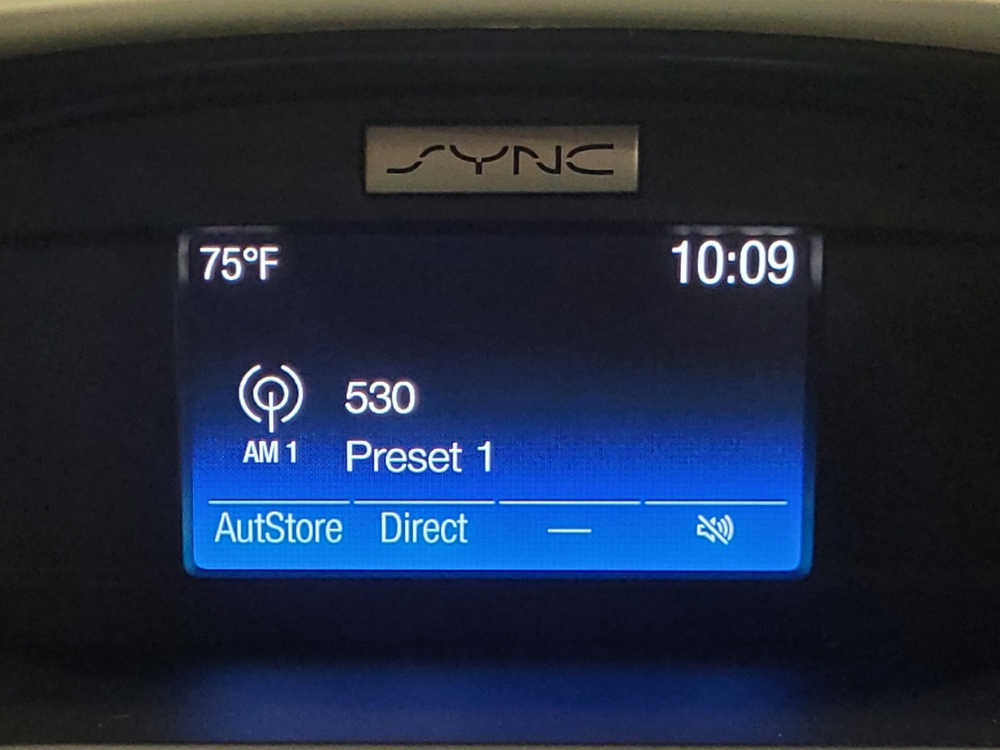 SYNC
75°F 10:09
530
AM 1 Preset 1
AutStore Direct —